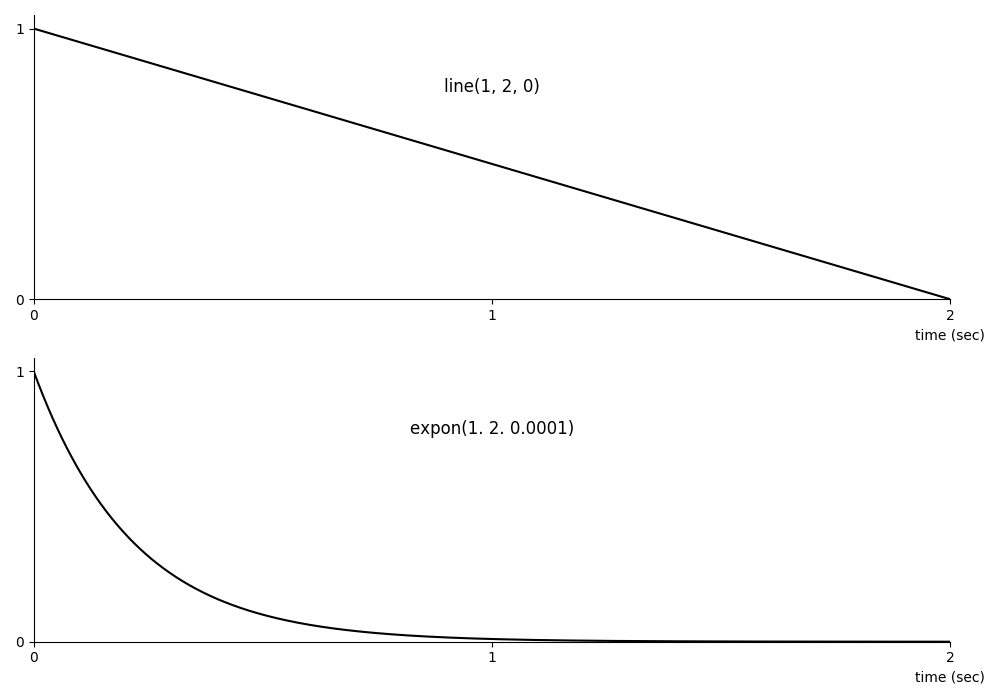 1
line(1, 2, 0)
0
0 1 2
time (sec)
1
expon(1. 2. 0.0001)
0
0 1 2
time (sec)